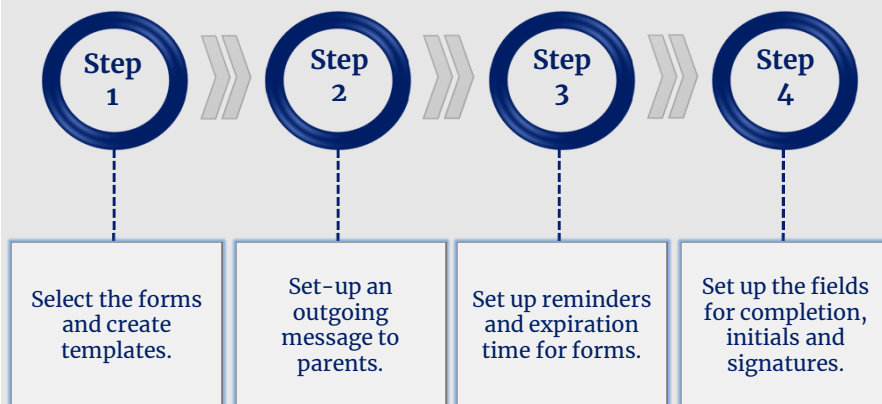 Step
1
Step
2
Step
3
Step
4
Select the forms
and create
templates.
Set-up an
outgoing
message to
parents.
Set up reminders
and expiration
time for forms.
Set up the fields
for completion,
initials and
signatures.